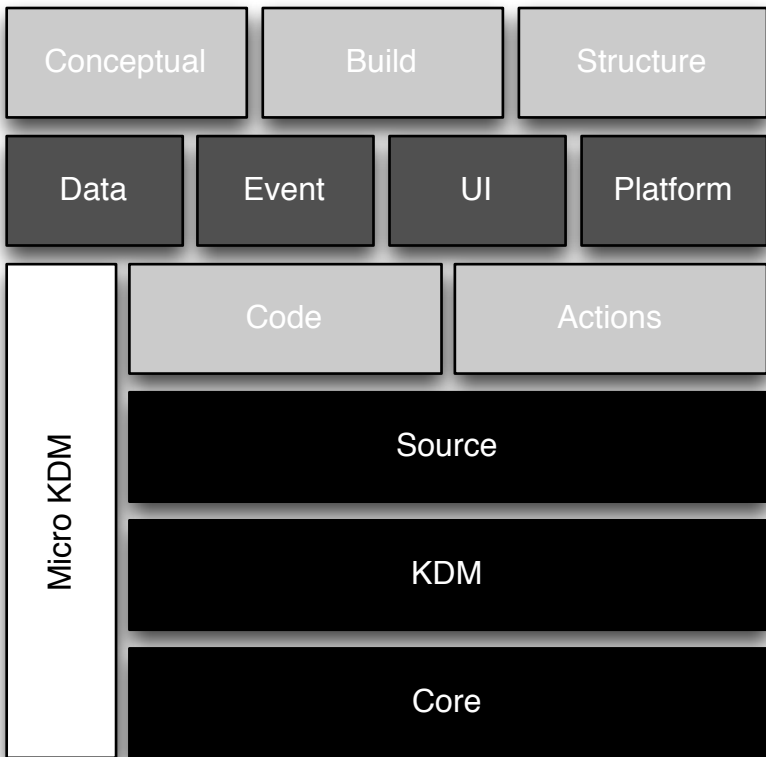 Conceptual
Build
Structure
Data
Event
UI
Platform
Code
Actions
Micro KDM
Source
KDM
Core